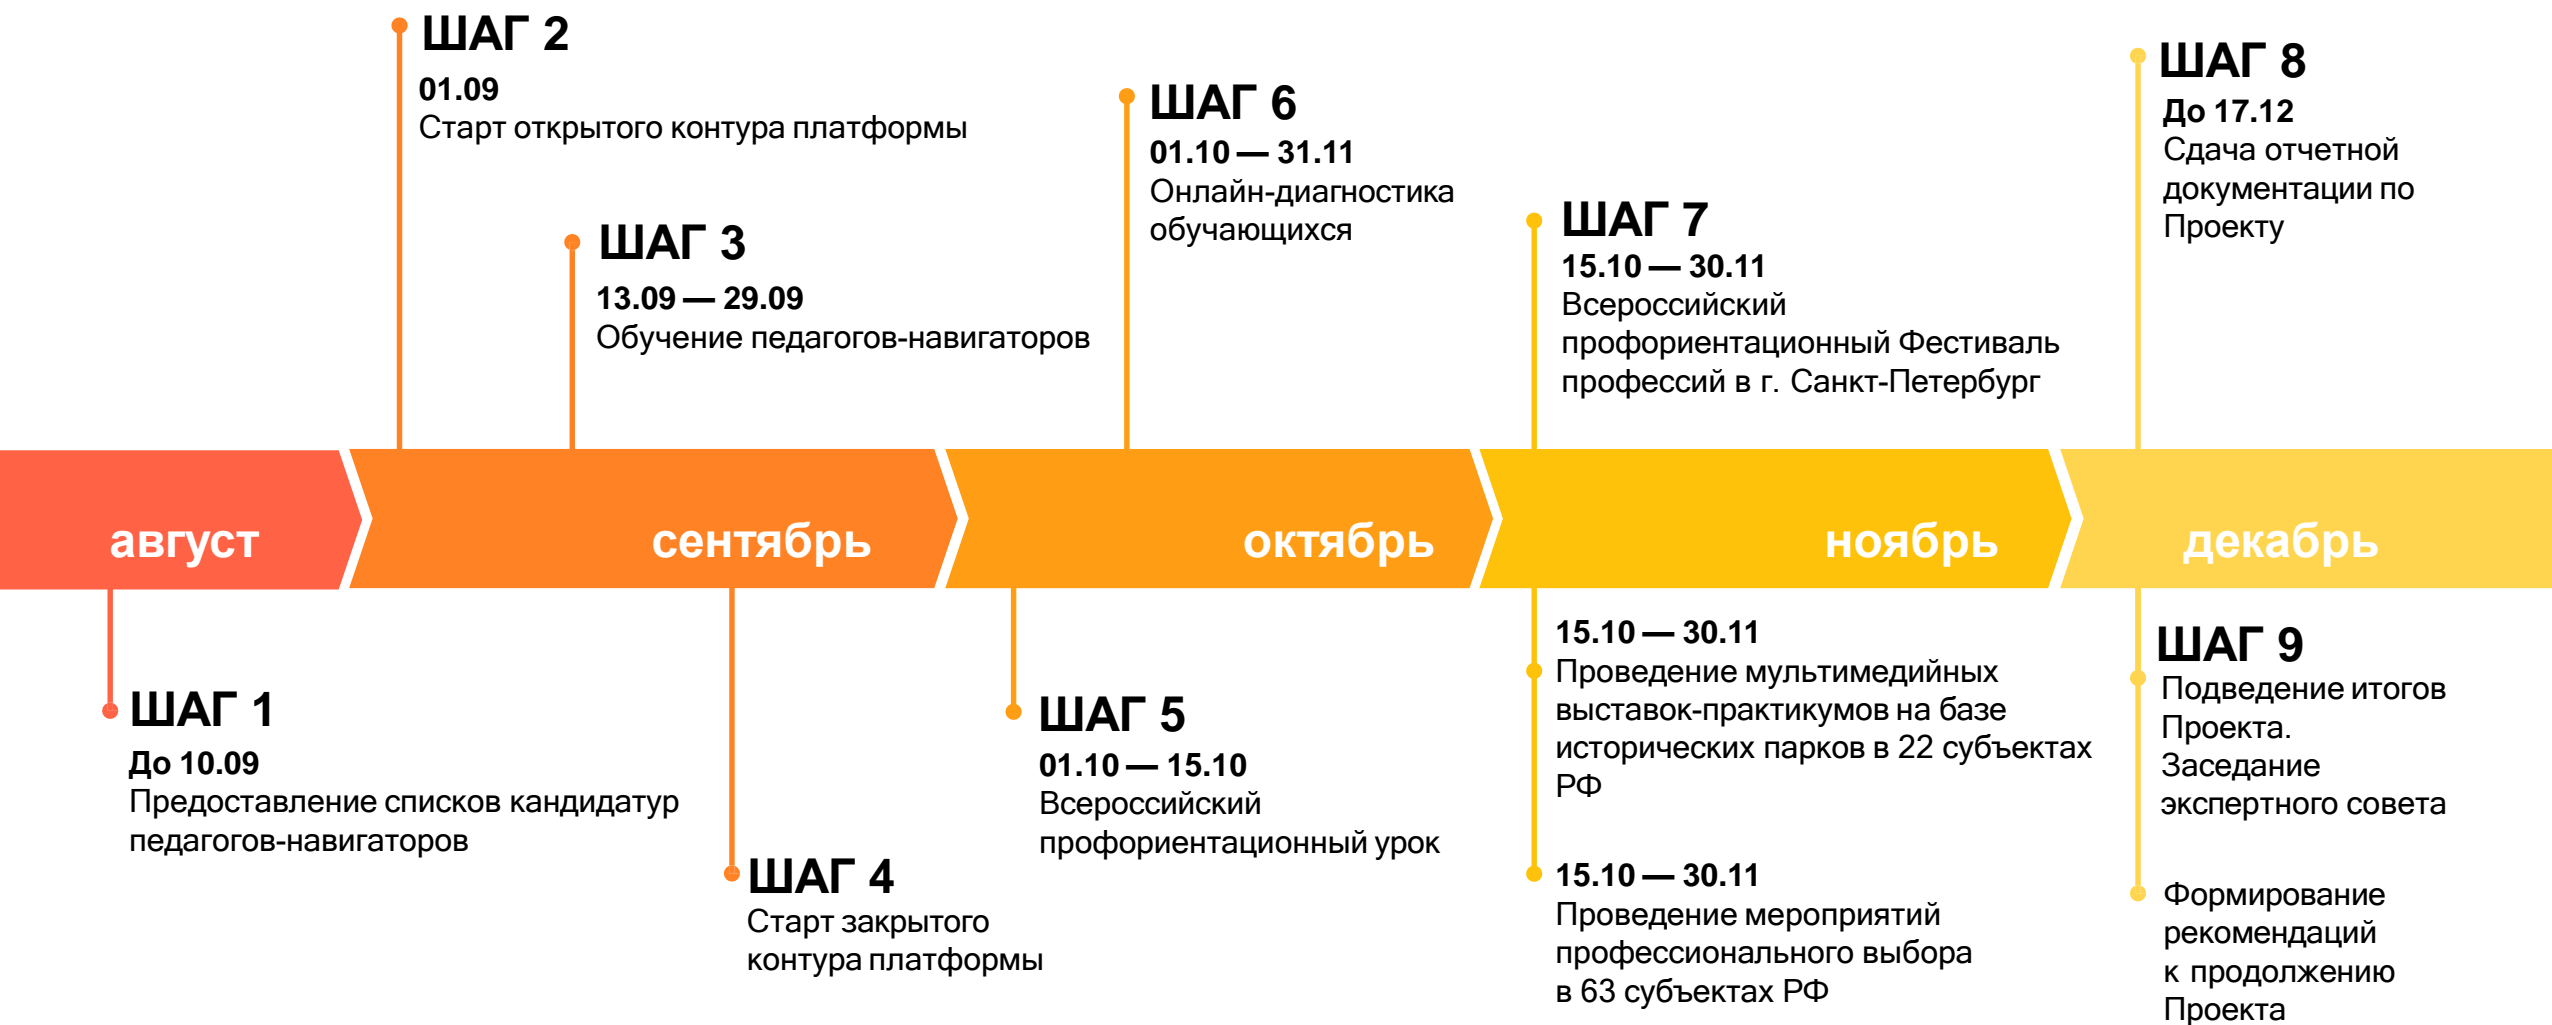 ШАГ 2
01.09
Старт открытого контура платформы
ШАГ 3
13.09 — 29.09
Обучение педагогов-навигаторов
ШАГ 6
01.10 — 31.11
Онлайн-диагностика
обучающихся
ШАГ 7
15.10 — 30.11
Всероссийский
профориентационный Фестиваль
профессий в г. Санкт-Петербург
ШАГ 8
До 17.12
Сдача отчетной
документации по
Проекту
август
сентябрь
октябрь
ноябрь
декабрь
ШАГ 1
До 10.09
Предоставление списков кандидатур
педагогов-навигаторов
ШАГ 4
Старт закрытого
контура платформы
ШАГ 5
01.10 — 15.10
Всероссийский
профориентационный урок
15.10 — 30.11
Проведение мультимедийных
выставок-практикумов на базе
исторических парков в 22 субъектах
РФ
15.10 — 30.11
Проведение мероприятий
профессионального выбора
в 63 субъектах РФ
ШАГ 9
Подведение итогов
Проекта.
Заседание
экспертного совета
Формирование
рекомендаций
к продолжению
Проекта